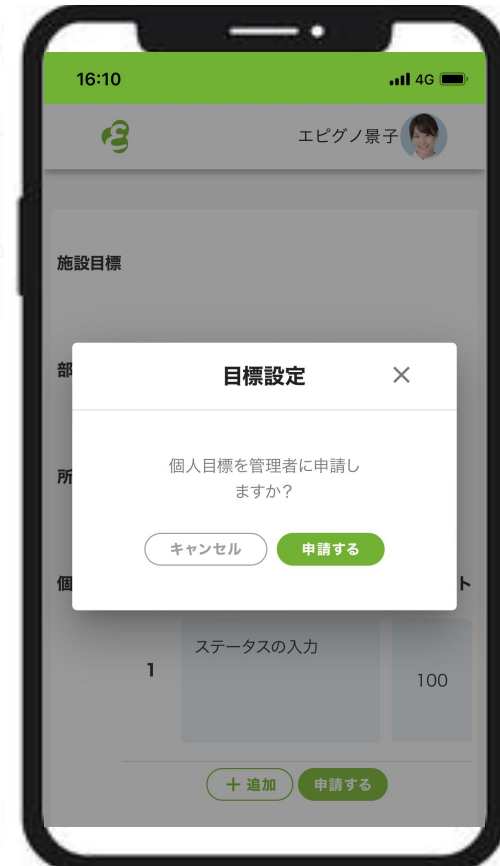 16:10
4G
エピグノ景子
施設目標
部
目標設定
個人目標を管理者に申請し
ますか?
所
キャンセル
申請する
個
ト
ステータスの入力
1
100
+ 追加
申請する